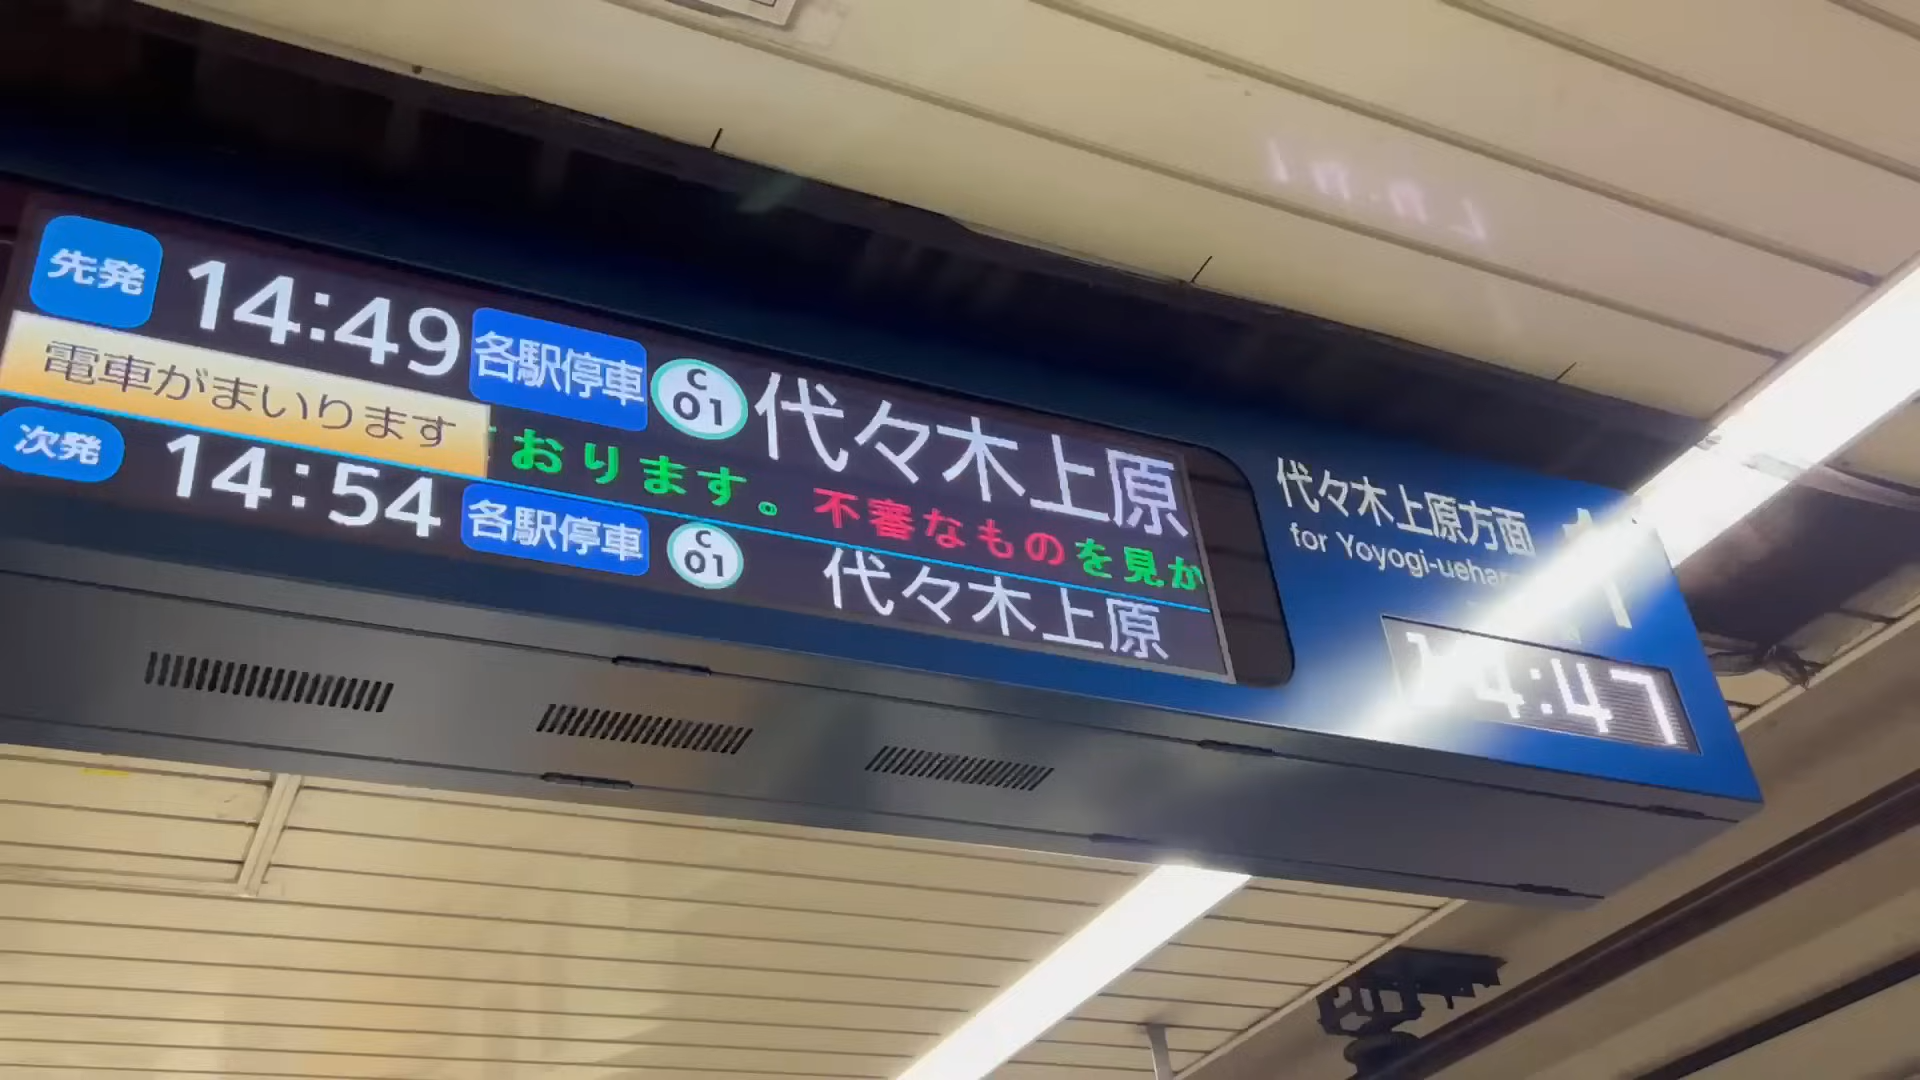 先発 14:49 各駅停車 C 01 代々木上原
電車がまいります
おります。不審なものを見か
次発 14:54 各駅停車 C 01 代々木上原
代々木上原方面
for Yoyogi-uehar
14:47